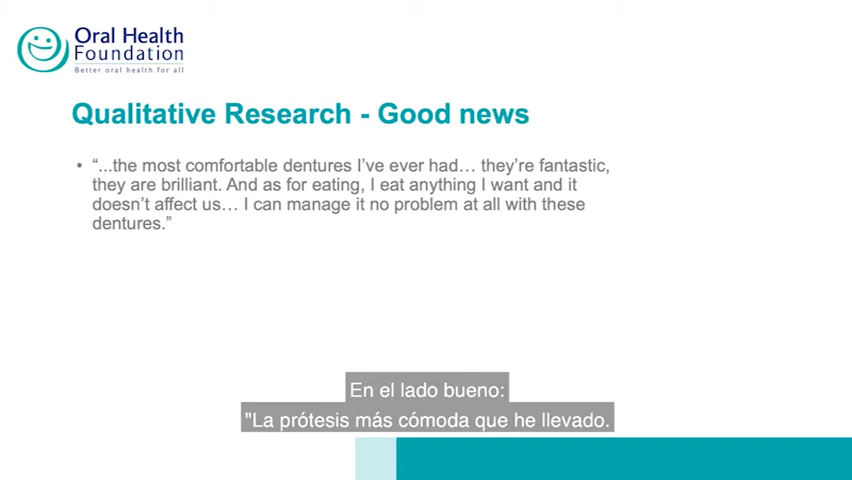 Oral Health
Foundation
Better oral health for all
Qualitative Research - Good news
• “...the most comfortable dentures I’ve ever had… they’re fantastic,
they are brilliant. And as for eating, I eat anything I want and it
doesn’t affect us… I can manage it no problem at all with these
dentures.”
En el lado bueno:
"La prótesis más cómoda que he llevado.